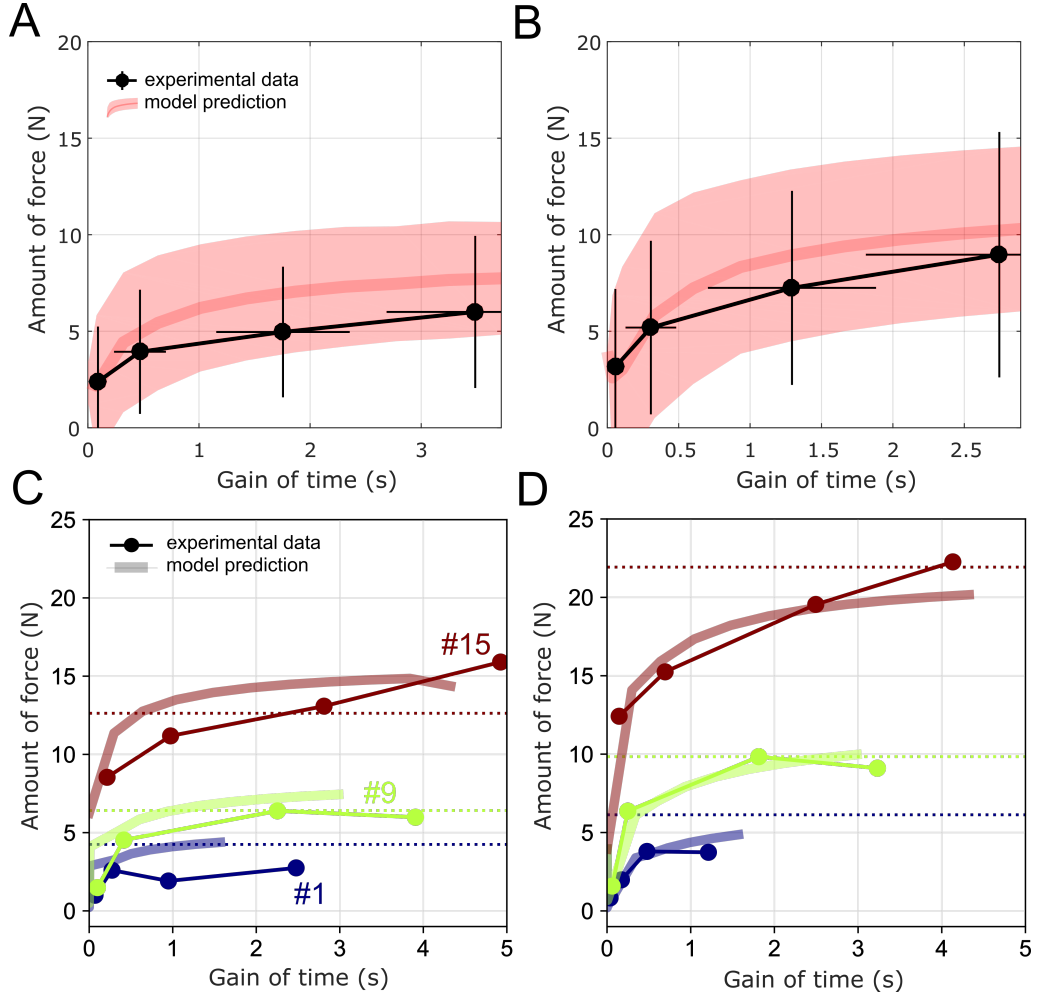 A
B
20
15
10
5
0
Amount of force (N)
experimental data
model prediction
0
1
2
3
Gain of time (s)
20
15
10
5
0
Amount of force (N)
0
0.5
1
1.5
2
2.5
Gain of time (s)
C
D
25
20
15
10
5
0
Amount of force (N)
experimental data
model prediction
#15
#9
#1
0
1
2
3
4
5
Gain of time (s)
25
20
15
10
5
0
Amount of force (N)
0
1
2
3
4
5
Gain of time (s)